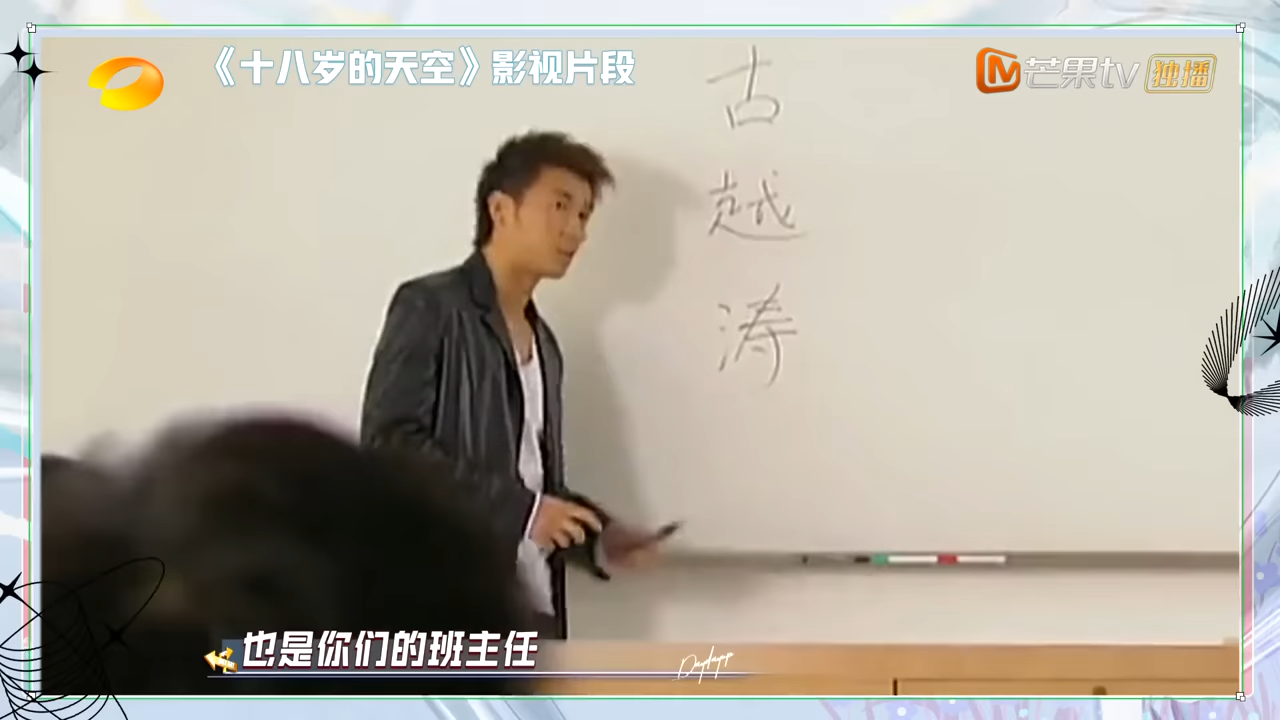 《十八岁的天空》影视片段
芒果tv 独播
古
越
涛
也是你们的班主任